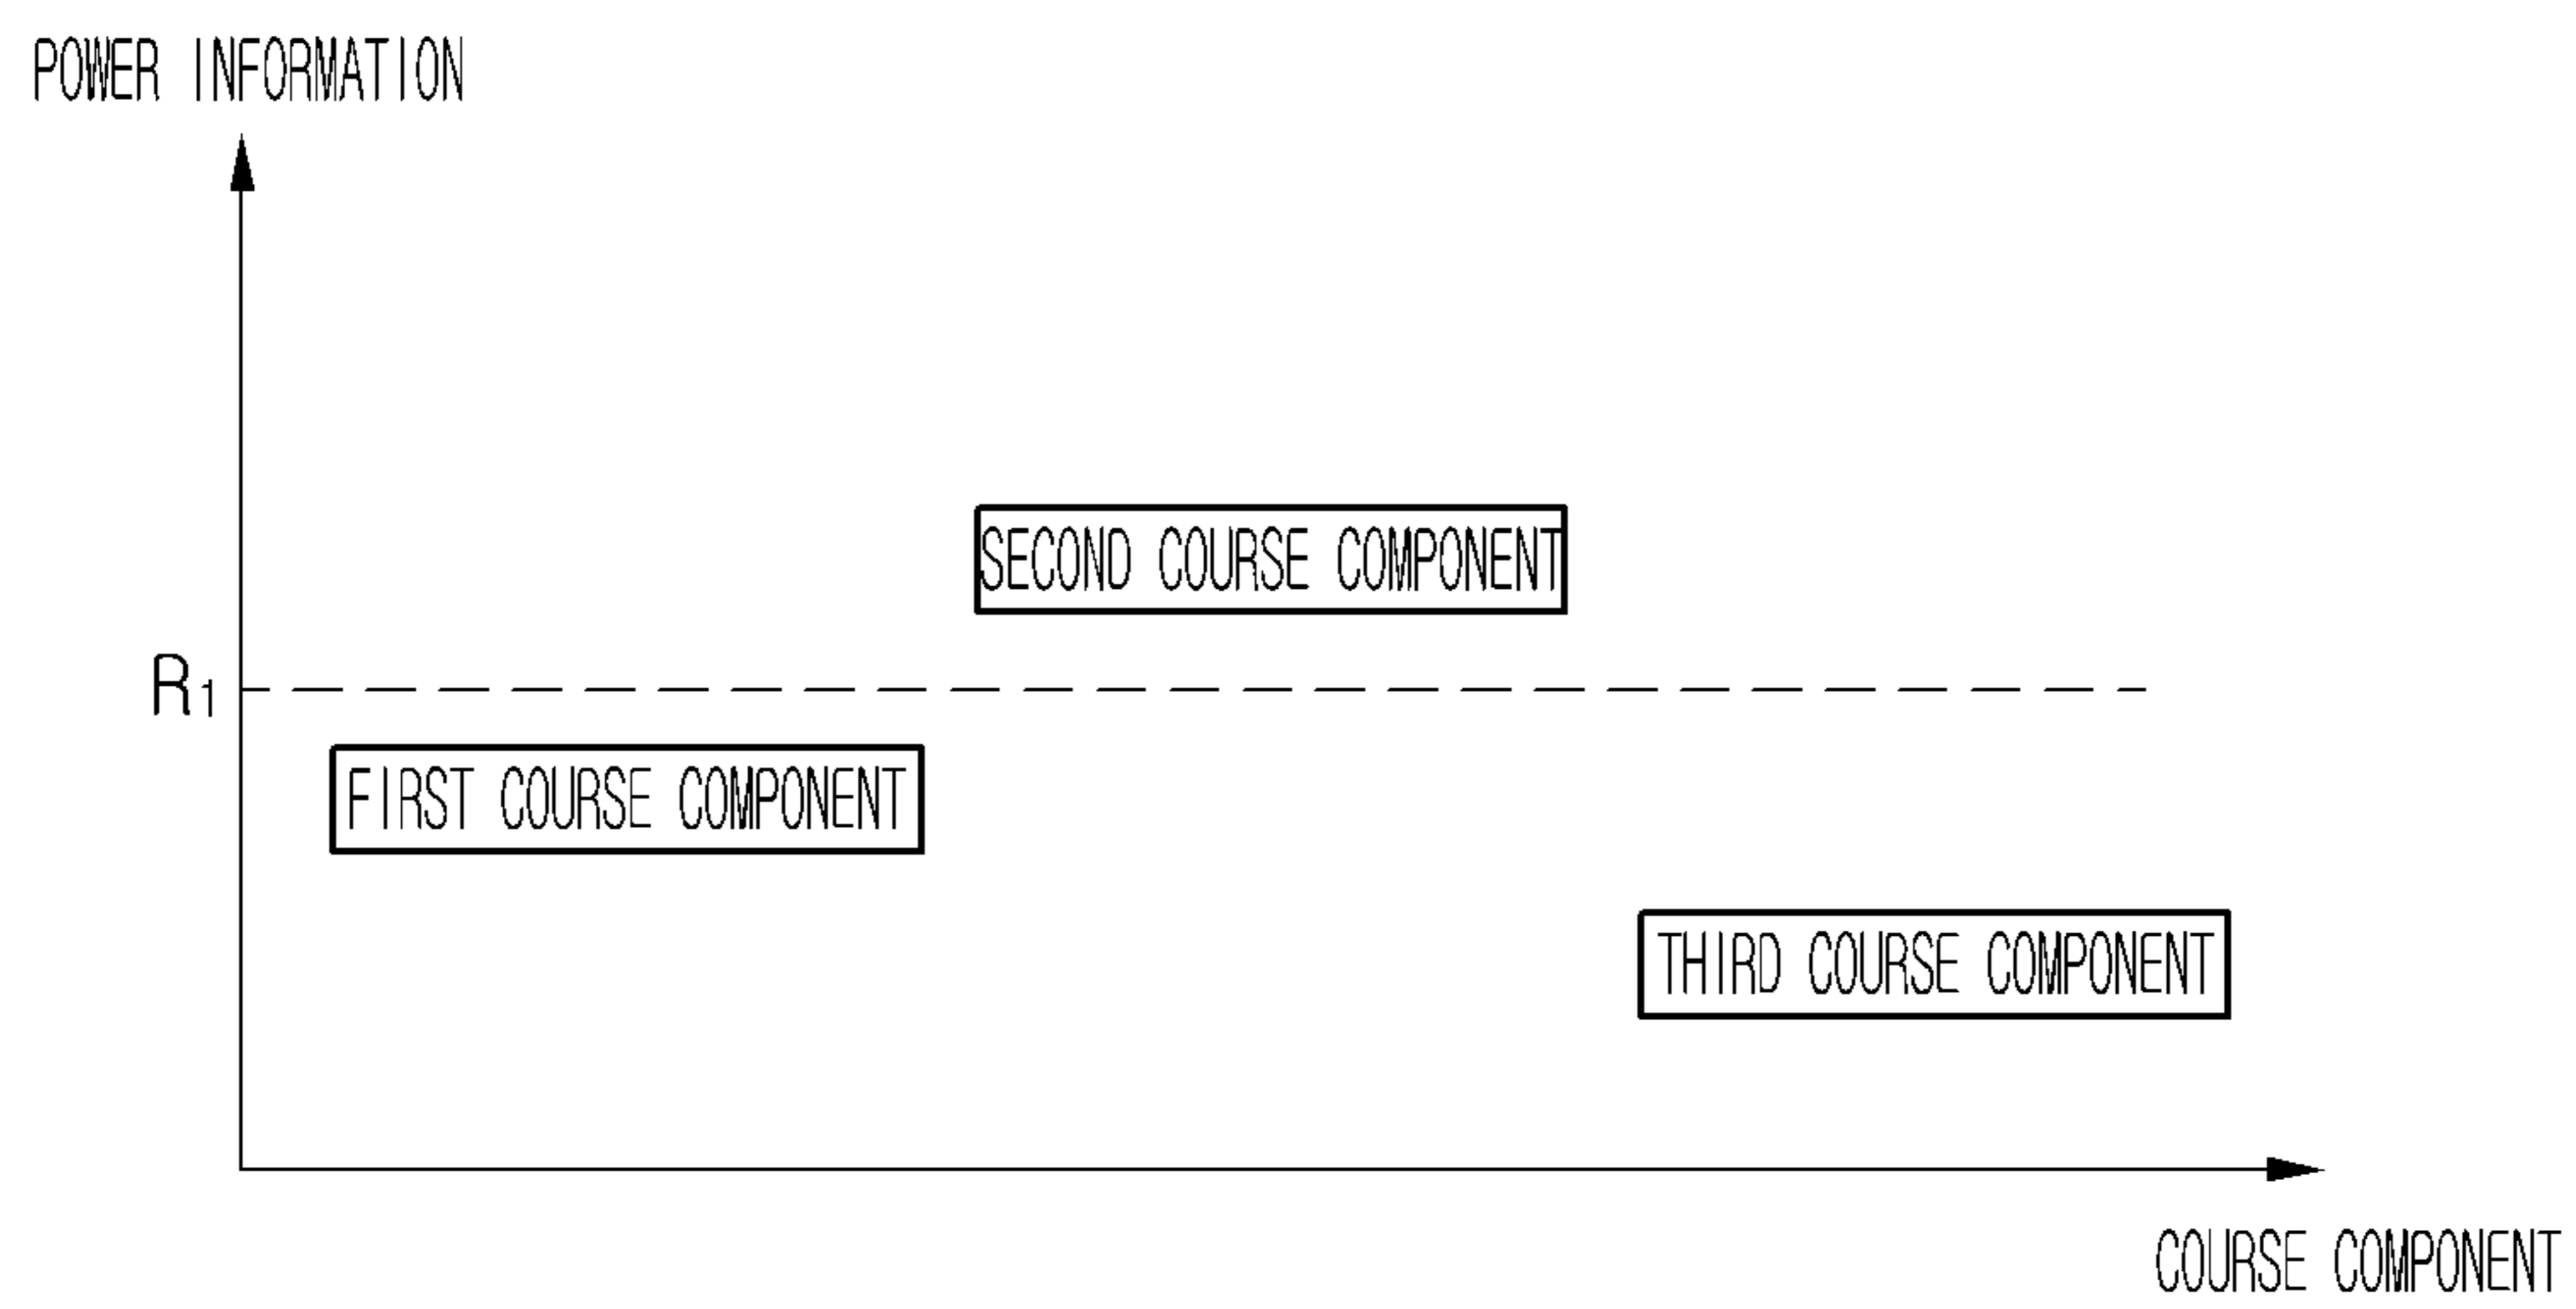 POWER INFORMATION
SECOND COURSE COMPONENT
R1
FIRST COURSE COMPONENT
THIRD COURSE COMPONENT
COURSE COMPONENT